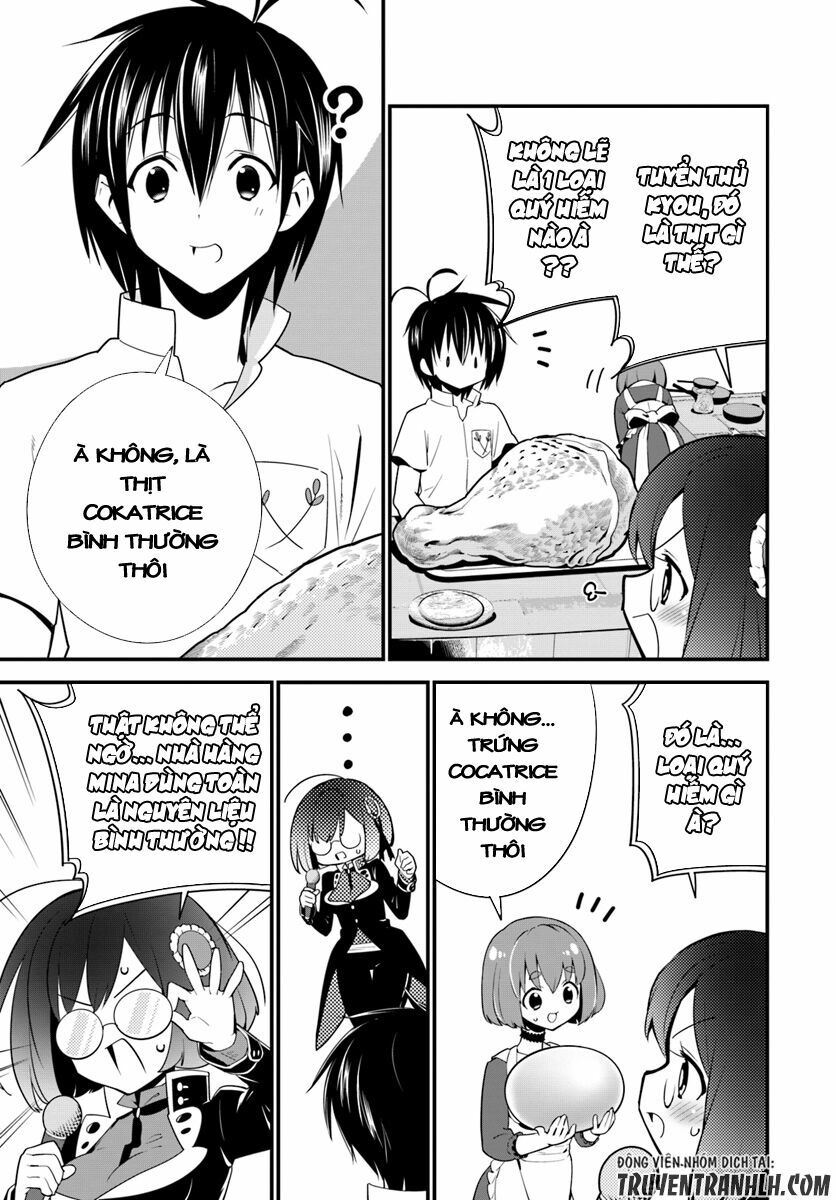 TUYỂN THỦ
KYOU, ĐÓ
LÀ THỊT GÌ
THẾ?
KHÔNG LẼ
LÀ 1 LOẠI
QUÝ HIẾM
NÀO À
??
?
À KHÔNG, LÀ
THỊT
COKATRICE
BÌNH THƯỜNG
THÔI
ĐÓ LÀ...
LOẠI QUÝ
HIẾM GÌ
À?
À KHÔNG...
TRỨNG
COCATRICE
BÌNH
THƯỜNG
THÔI
...
THẬT KHÔNG THỂ
NGỜ... NHÀ HÀNG
MINA DÙNG TOÀN
LÀ NGUYÊN LIỆU
BÌNH THƯỜNG!!
ĐỘNG VIÊN NHÓM DỊCH TẠI:
TRUYENTRANHLH.COM